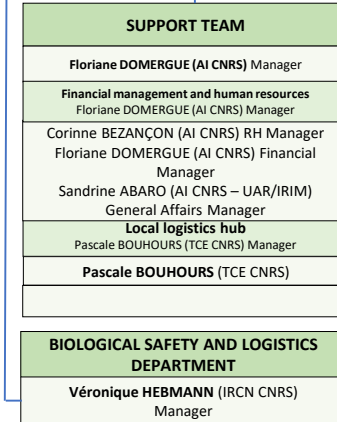 SUPPORT TEAM
Floriane DOMERGUE (AI CNRS) Manager
Financial management and human resources
Floriane DOMERGUE (AI CNRS) Manager
Corinne BEZANÇON (AI CNRS) RH Manager
Floriane DOMERGUE (AI CNRS) Financial
Manager
Sandrine ABARO (AI CNRS – UAR/IRIM)
General Affairs Manager
Local logistics hub
Pascale BOUHOURS (TCE CNRS) Manager
Pascale BOUHOURS (TCE CNRS)
BIOLOGICAL SAFETY AND LOGISTICS
DEPARTMENT
Véronique HEBMANN (IRCN CNRS)
Manager